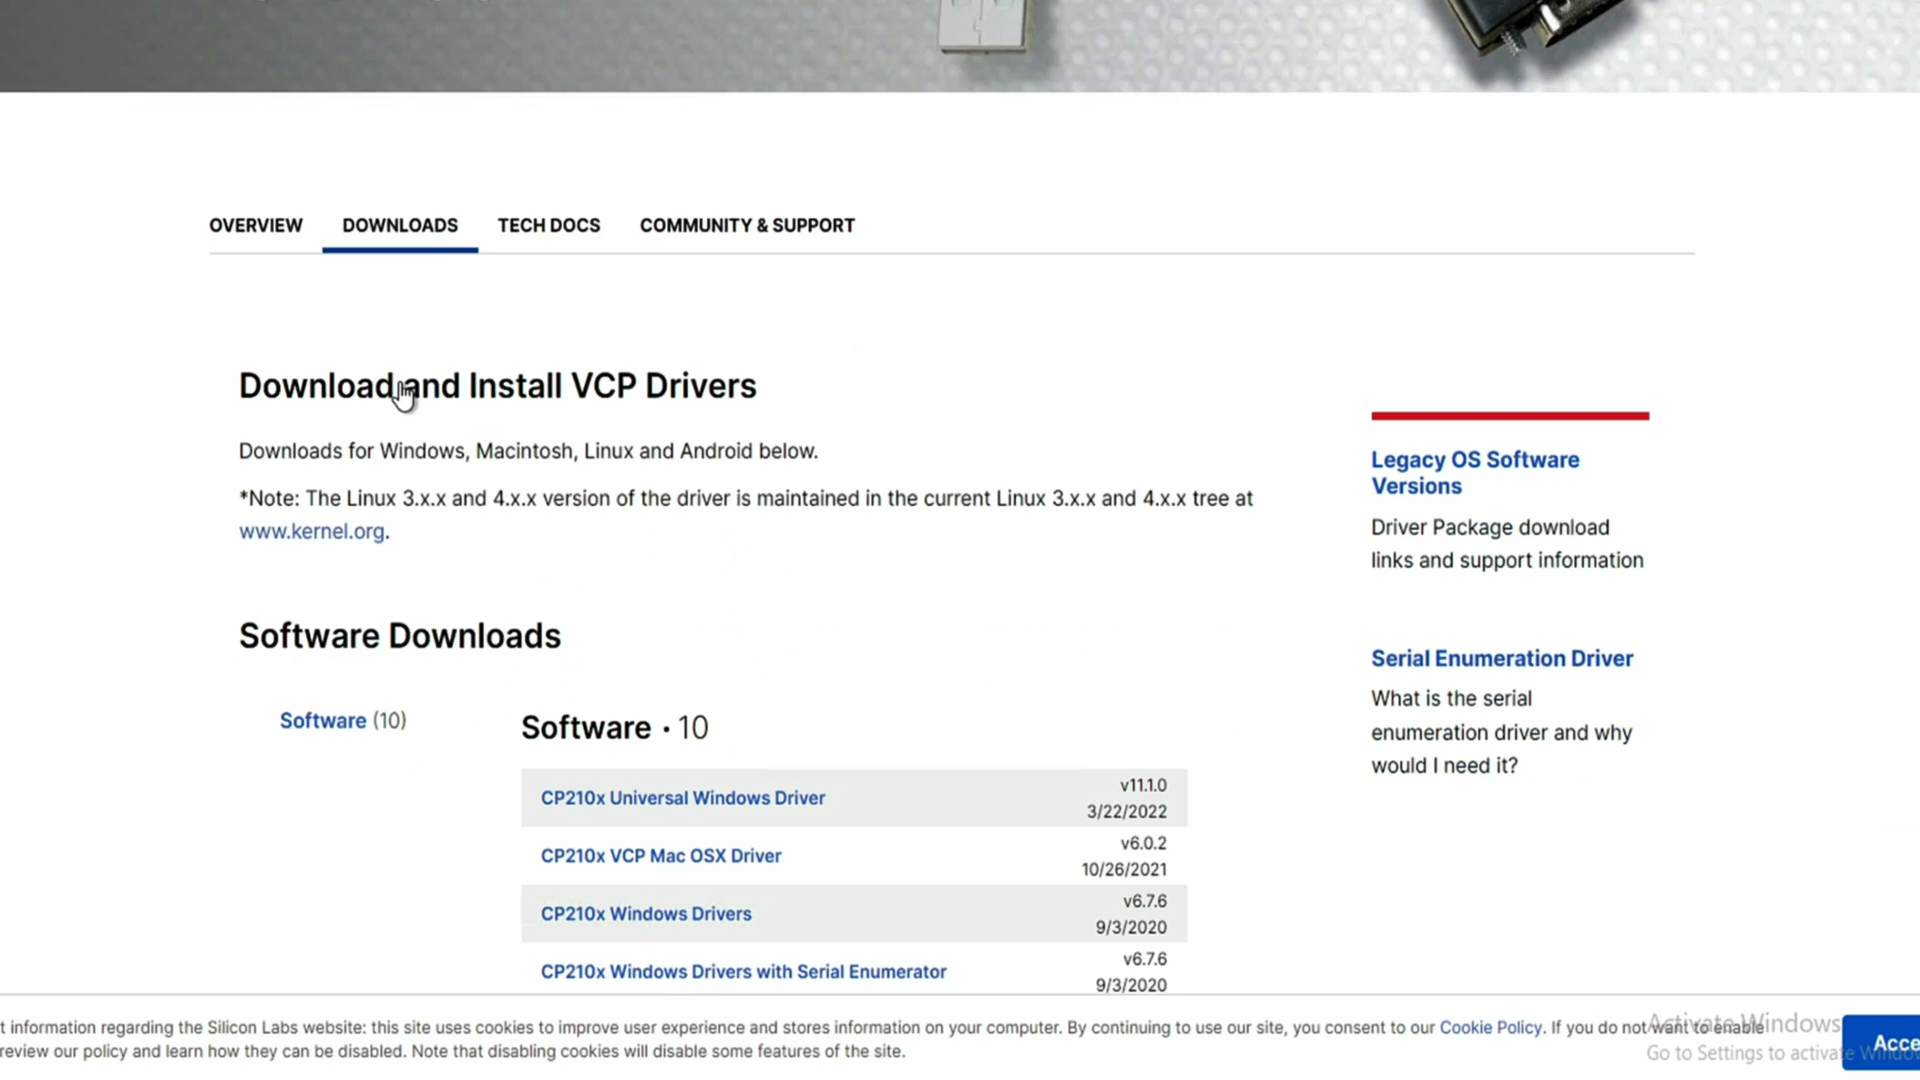 OVERVIEW DOWNLOADS TECH DOCS COMMUNITY & SUPPORT
Download and Install VCP Drivers
Downloads for Windows, Macintosh, Linux and Android below.
*Note: The Linux 3.x.x and 4.x.x version of the driver is maintained in the current Linux 3.x.x and 4.x.x tree at
www.kernel.org.
Legacy OS Software
Versions
Driver Package download
links and support information
Serial Enumeration Driver
What is the serial
enumeration driver and why
would I need it?
Software Downloads
Software (10)
Software • 10
CP210x Universal Windows Driver
v11.1.0
3/22/2022
CP210x VCP Mac OSX Driver
v6.0.2
10/26/2021
CP210x Windows Drivers
v6.7.6
9/3/2020
CP210x Windows Drivers with Serial Enumerator
v6.7.6
9/3/2020
t information regarding the Silicon Labs website: this site uses cookies to improve user experience and stores information on your computer. By continuing to use our site, you consent to our Cookie Policy. If you do not want to enable
review our policy and learn how they can be disabled. Note that disabling cookies will disable some features of the site.
Acce
Activate Windows
Go to Settings to activate Windo